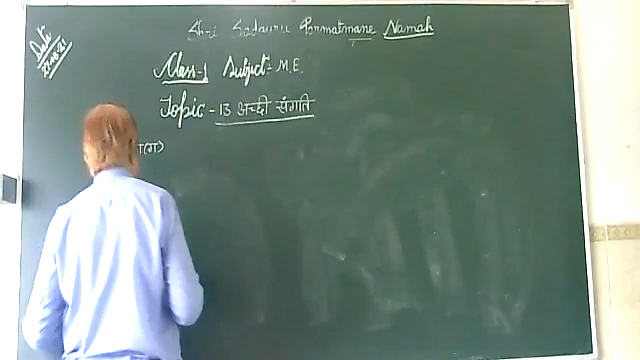 Shri Sadguru Parmatmane Namah
Date
Class-1 Subject- M.E.
Topic - 13 अच्छी संगति
(ग)